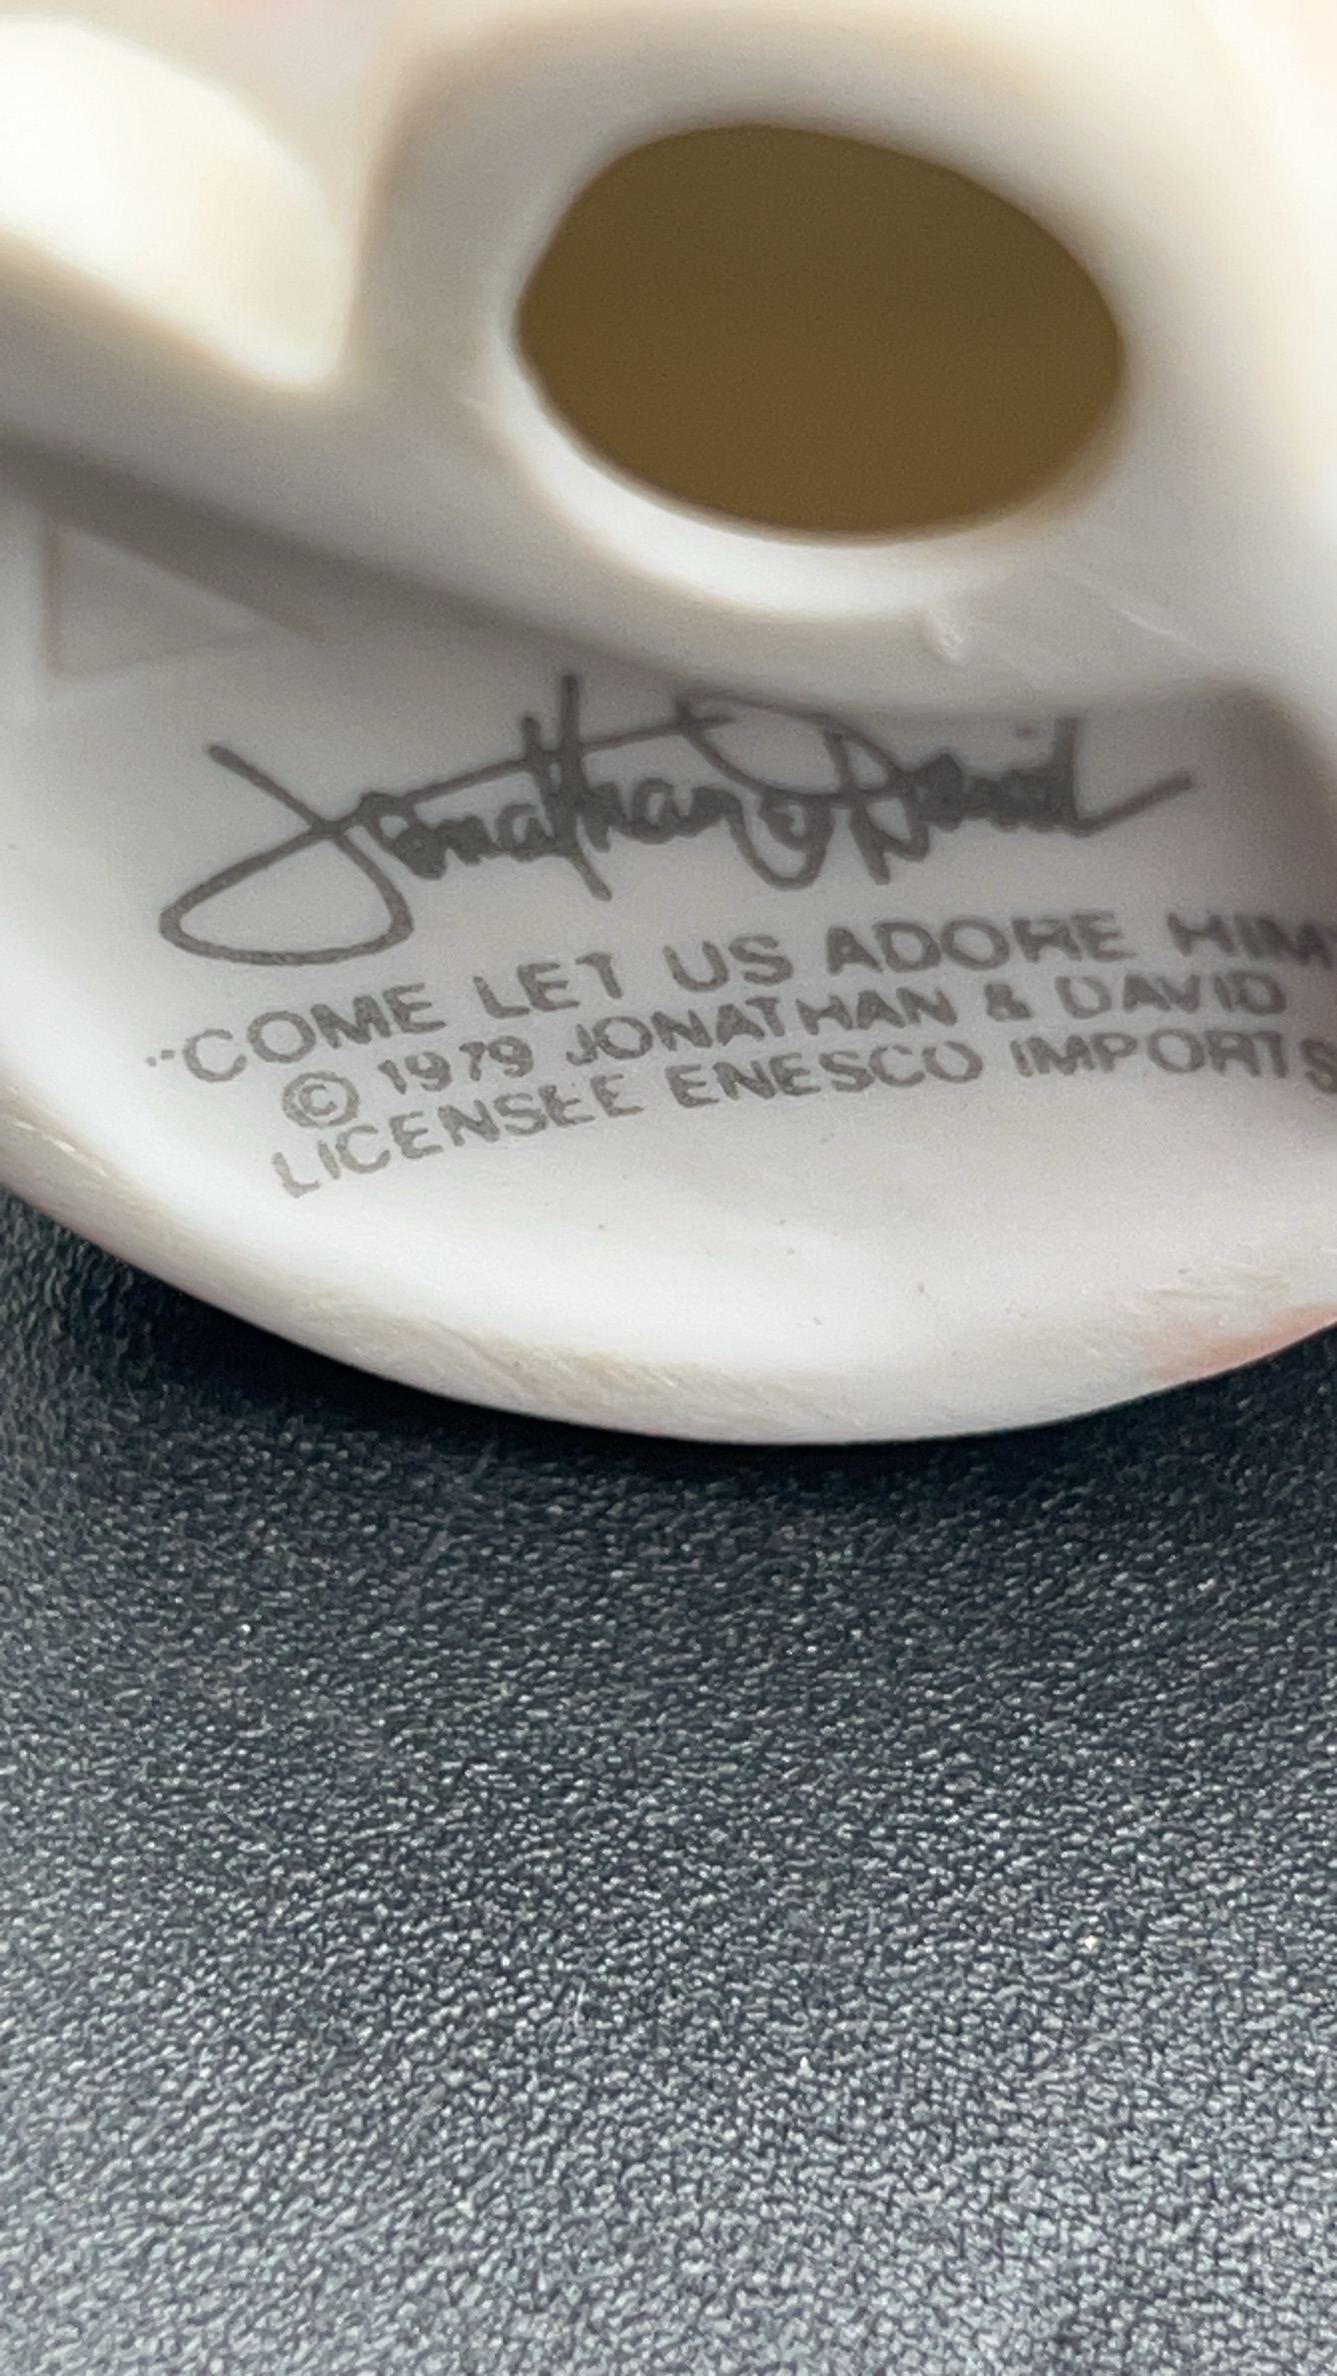 Jonathan & David
"COME LET US ADORE HIM
© 1979 JONATHAN & DAVID
LICENSEE ENESCO IMPORTS